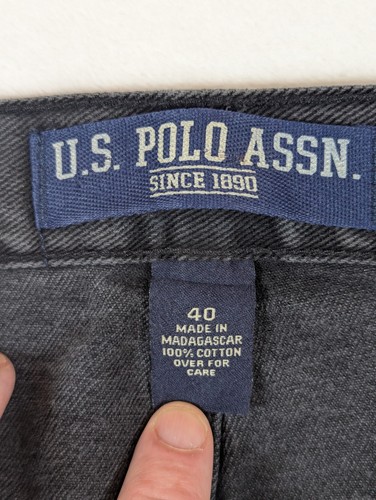 U.S. POLO ASSN.
SINCE 1890
40
MADE IN
MADAGASCAR
100% COTTON
OVER FOR
CARE